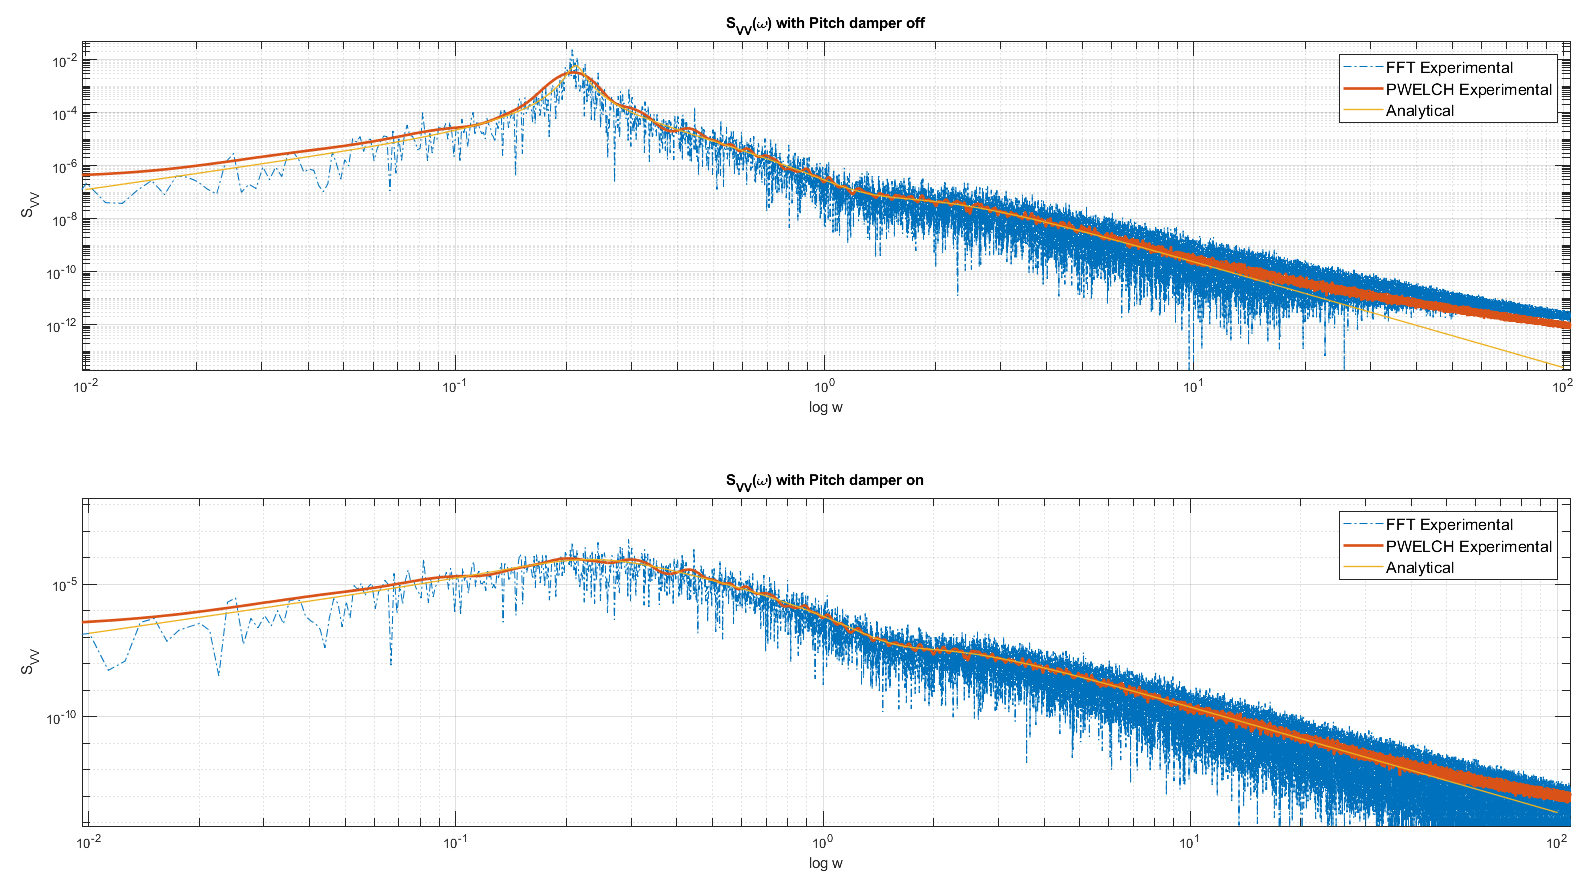 S_VV(ω) with Pitch damper off
FFT Experimental
PWELCH Experimental
Analytical
S_VV
10^-2
10^-4
10^-6
10^-8
10^-10
10^-12
10^-2 10^-1 10^0 10^1 10^2
log w
S_VV(ω) with Pitch damper on
FFT Experimental
PWELCH Experimental
Analytical
S_VV
10^-5
10^-10
10^-2 10^-1 10^0 10^1 10^2
log w